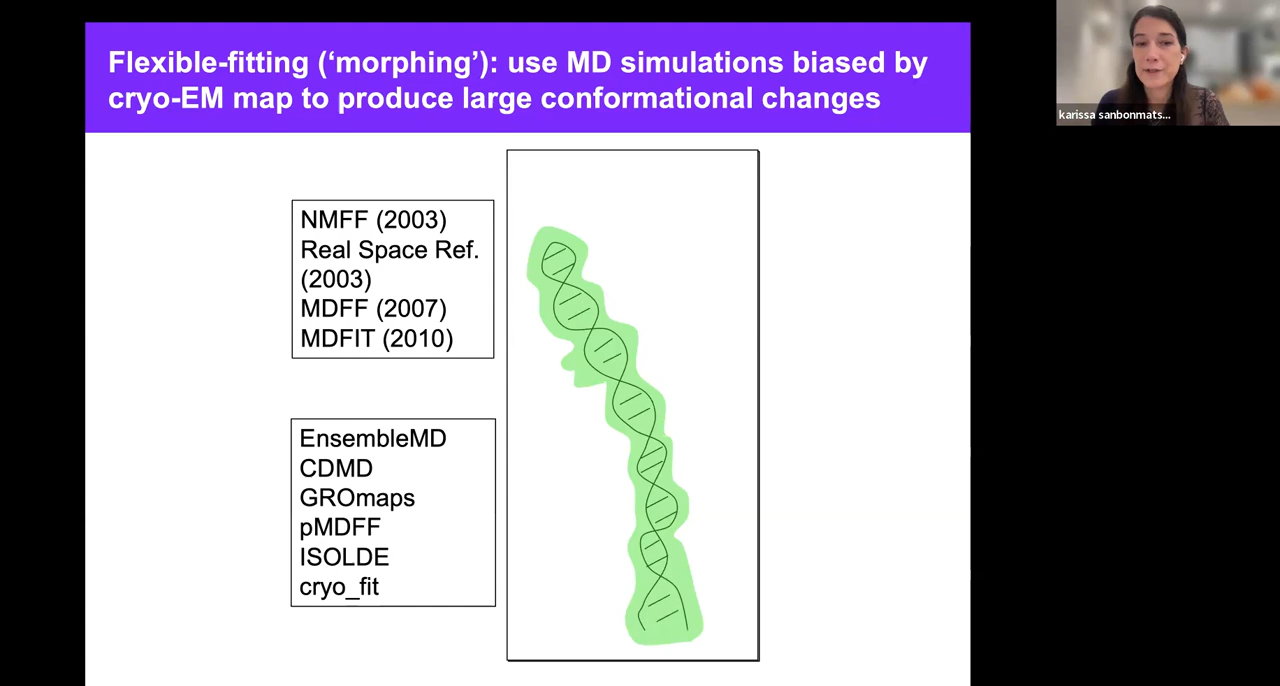 Flexible-fitting (‘morphing’): use MD simulations biased by
cryo-EM map to produce large conformational changes
karissa sanbonmats...
NMFF (2003)
Real Space Ref.
(2003)
MDFF (2007)
MDFIT (2010)
EnsembleMD
CDMD
GROmaps
pMDFF
ISOLDE
cryo_fit